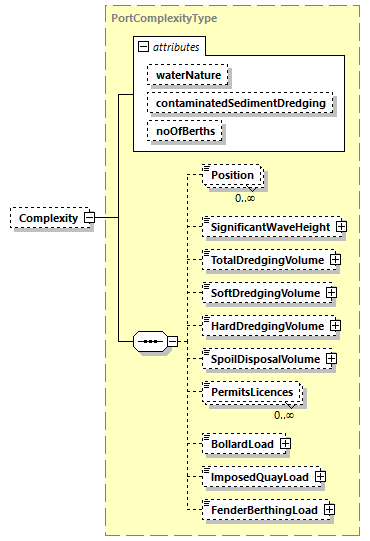 PortComplexityType
attributes
waterNature
contaminatedSedimentDredging
noOfBerths
Position
0..∞
Complexity
SignificantWaveHeight
TotalDredgingVolume
SoftDredgingVolume
HardDredgingVolume
SpoilDisposalVolume
PermitsLicences
0..∞
BollardLoad
ImposedQuayLoad
FenderBerthingLoad